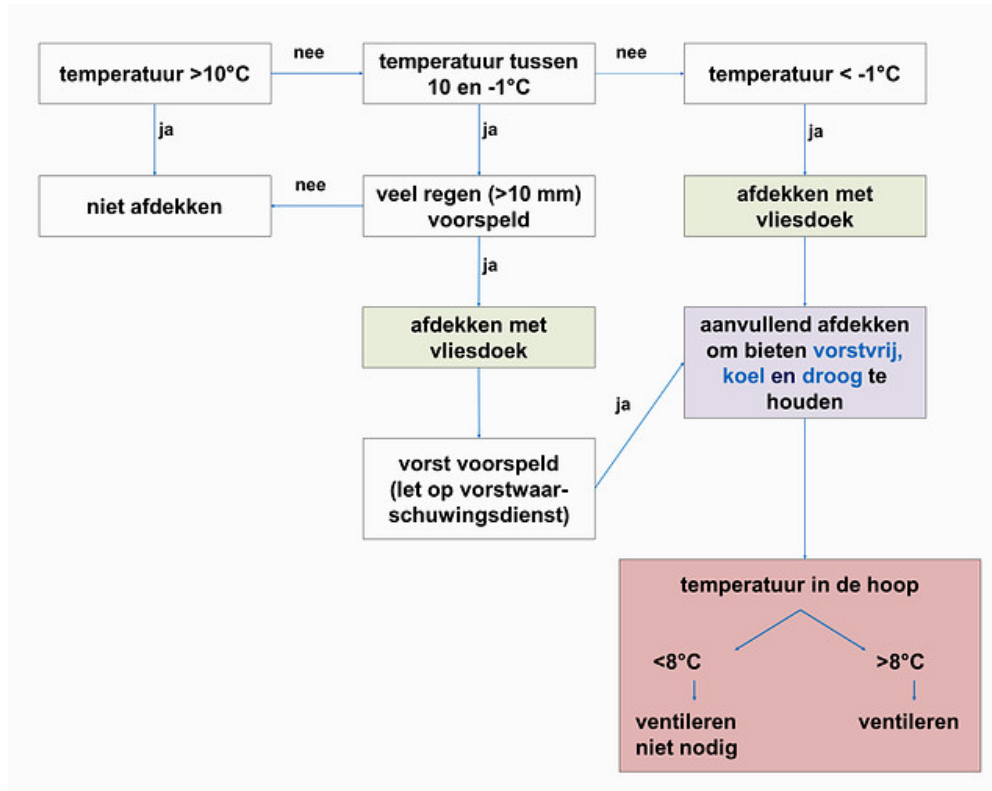 temperatuur >10°C
nee
temperatuur tussen
10 en -1°C
nee
temperatuur < -1°C
ja
ja
ja
niet afdekken
nee
veel regen (>10 mm)
voorspeld
afdekken met
vliesdoek
ja
afdekken met
vliesdoek
aanvullend afdekken
om bieten vorstvrij,
koel en droog te
houden
ja
vorst voorspeld
(let op vorstwaar-
schuwingsdienst)
temperatuur in de hoop
<8°C
>8°C
ventileren
niet nodig
ventileren